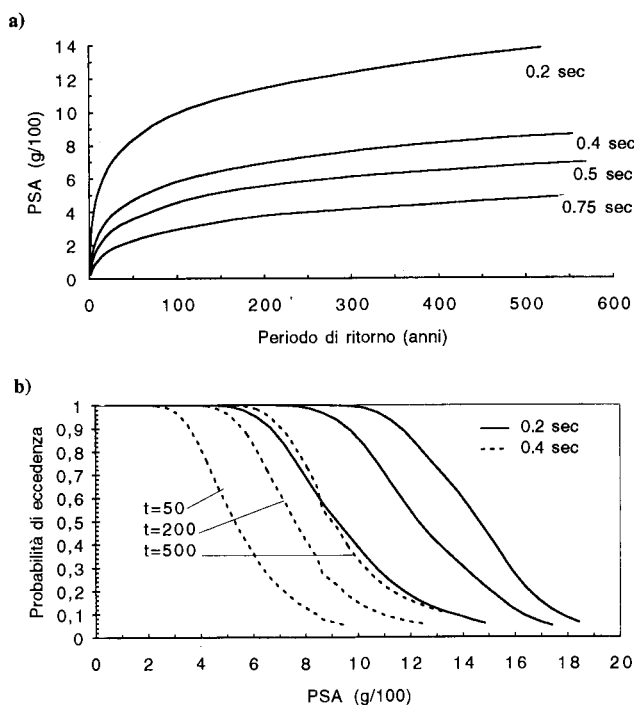 a)
14
12
10
8
6
4
2
0
PSA (g/100)
0.2 sec
0.4 sec
0.5 sec
0.75 sec
0 100 200 300 400 500 600
Periodo di ritorno (anni)
b)
1
0,9
0,8
0,7
0,6
0,5
0,4
0,3
0,2
0,1
0
Probabilità di eccedenza
0.2 sec
0.4 sec
t=50
t=200
t=500
0 2 4 6 8 10 12 14 16 18 20
PSA (g/100)